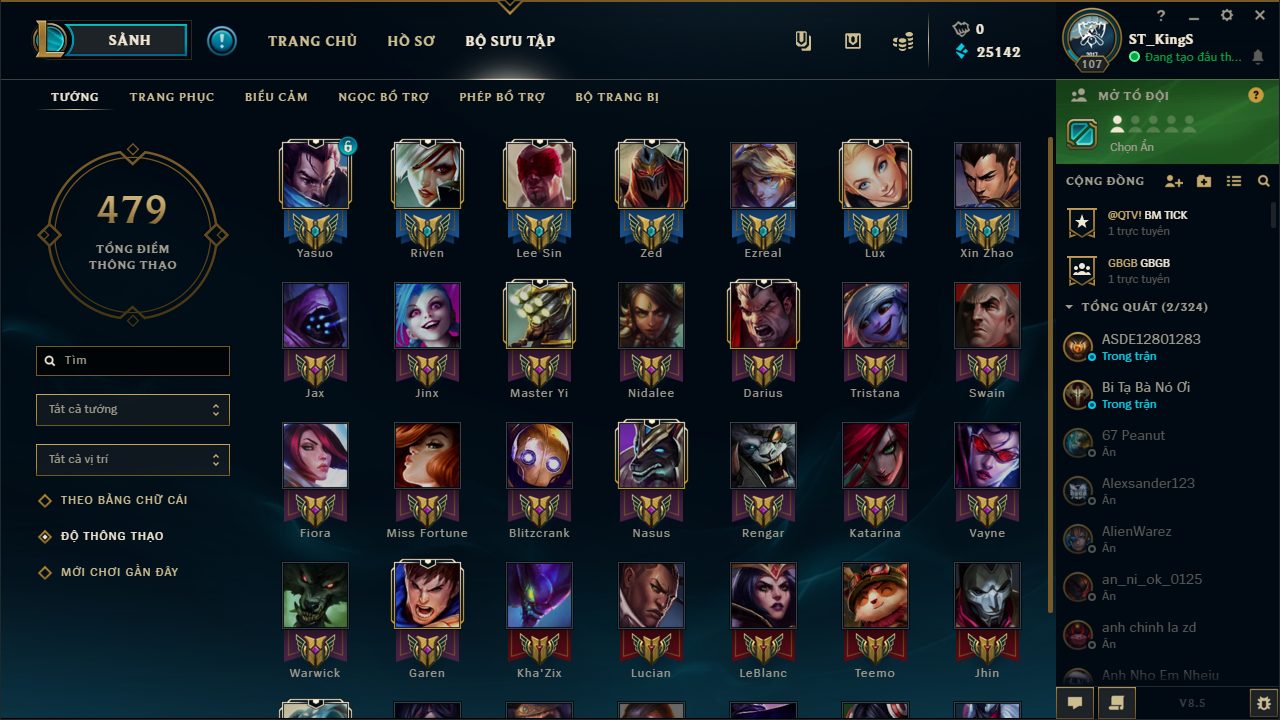 SẢNH
TRANG CHỦ
HỒ SƠ
BỘ SƯU TẬP
0
25142
107
ST_KingS
Đang tạo đấu th...
TƯỚNG
TRANG PHỤC
BIỂU CẢM
NGỌC BỔ TRỢ
PHÉP BỔ TRỢ
BỘ TRANG BỊ
MỞ TỔ ĐỘI
Chọn Ẩn
479
TỔNG ĐIỂM
THÔNG THẠO
Tìm
Tất cả tướng
Tất cả vị trí
THEO BẢNG CHỮ CÁI
ĐỘ THÔNG THẠO
MỚI CHƠI GẦN ĐÂY
6
Yasuo
Riven
Lee Sin
Zed
Ezreal
Lux
Xin Zhao
Jax
Jinx
Master Yi
Nidalee
Darius
Tristana
Swain
Fiora
Miss Fortune
Blitzcrank
Nasus
Rengar
Katarina
Vayne
Warwick
Garen
Kha'Zix
Lucian
LeBlanc
Teemo
Jhin
CỘNG ĐỒNG
@QTV! BM TICK
1 trực tuyến
GBGB GBGB
1 trực tuyến
TỔNG QUÁT (2/324)
ASDE12801283
Trong trận
Bi Tạ Bà Nó Ơi
Trong trận
67 Peanut
Ẩn
Alexsander123
Ẩn
AlienWarez
Ẩn
an_ni_ok_0125
Ẩn
anh chinh la zd
Ẩn
Anh Nho Em Nheiu
V8.5